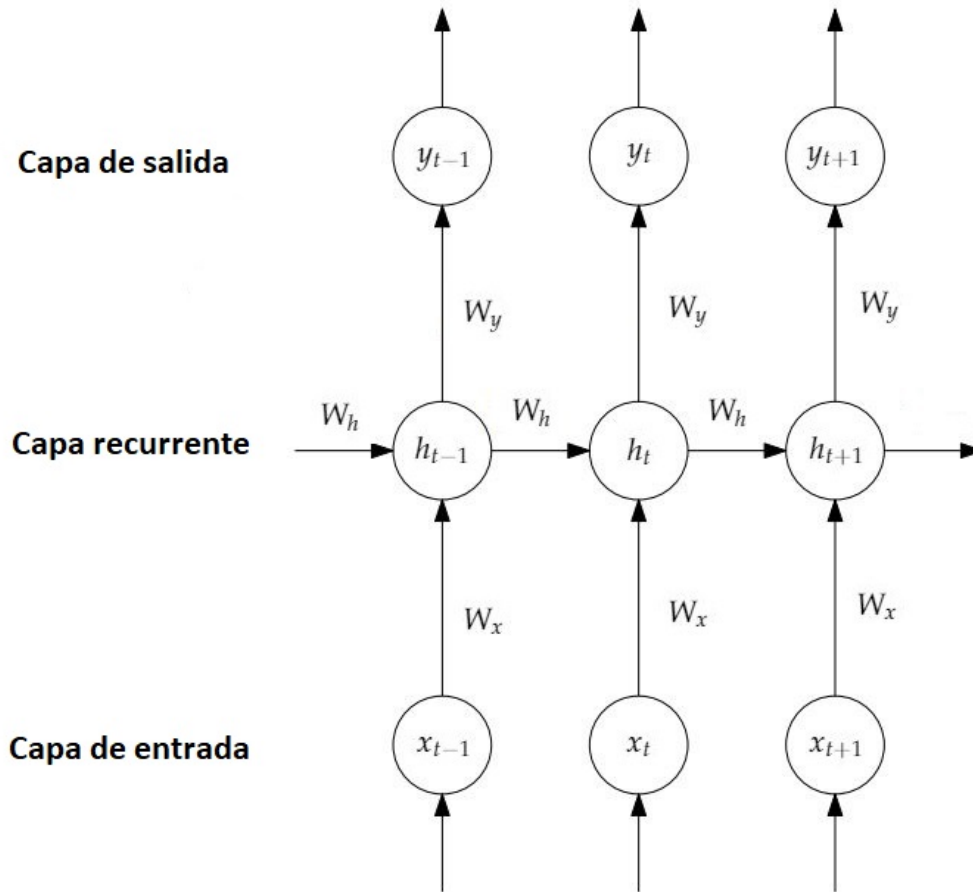 Capa de salida
y_{t-1} y_t y_{t+1}
W_y W_y W_y
W_h W_h W_h
Capa recurrente
h_{t-1} h_t h_{t+1}
W_x W_x W_x
Capa de entrada
x_{t-1} x_t x_{t+1}